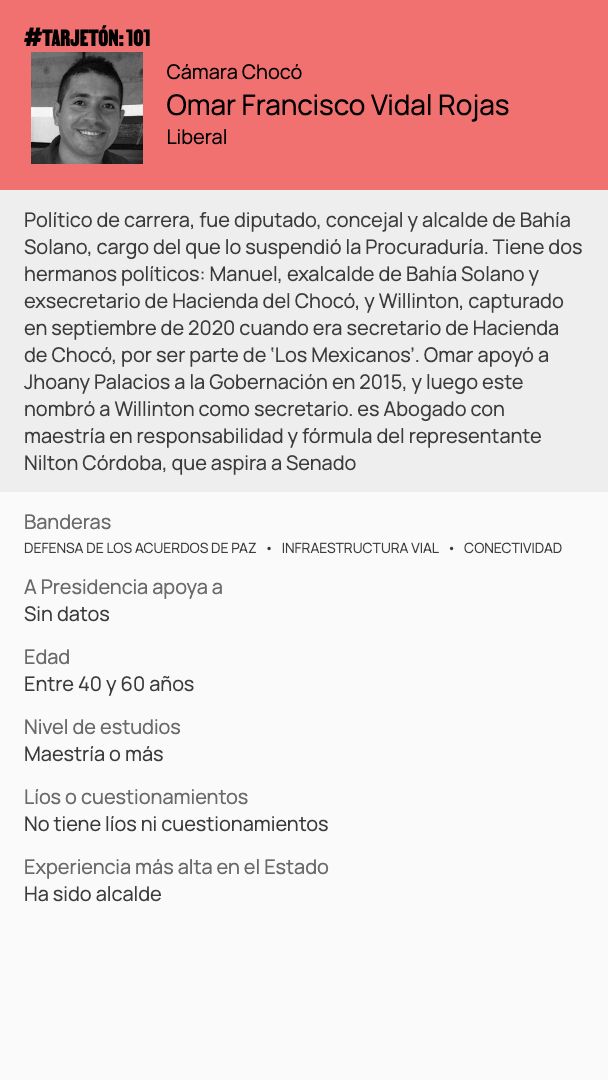 #TARJETÓN: 101
Cámara Chocó
Omar Francisco Vidal Rojas
Liberal
Político de carrera, fue diputado, concejal y alcalde de Bahía
Solano, cargo del que lo suspendió la Procuraduría. Tiene dos
hermanos políticos: Manuel, exalcalde de Bahía Solano y
exsecretario de Hacienda del Chocó, y Willinton, capturado
en septiembre de 2020 cuando era secretario de Hacienda
de Chocó, por ser parte de ‘Los Mexicanos’. Omar apoyó a
Jhoany Palacios a la Gobernación en 2015, y luego este
nombró a Willinton como secretario. es Abogado con
maestría en responsabilidad y fórmula del representante
Nilton Córdoba, que aspira a Senado
Banderas
DEFENSA DE LOS ACUERDOS DE PAZ • INFRAESTRUCTURA VIAL • CONECTIVIDAD
A Presidencia apoya a
Sin datos
Edad
Entre 40 y 60 años
Nivel de estudios
Maestría o más
Líos o cuestionamientos
No tiene líos ni cuestionamientos
Experiencia más alta en el Estado
Ha sido alcalde